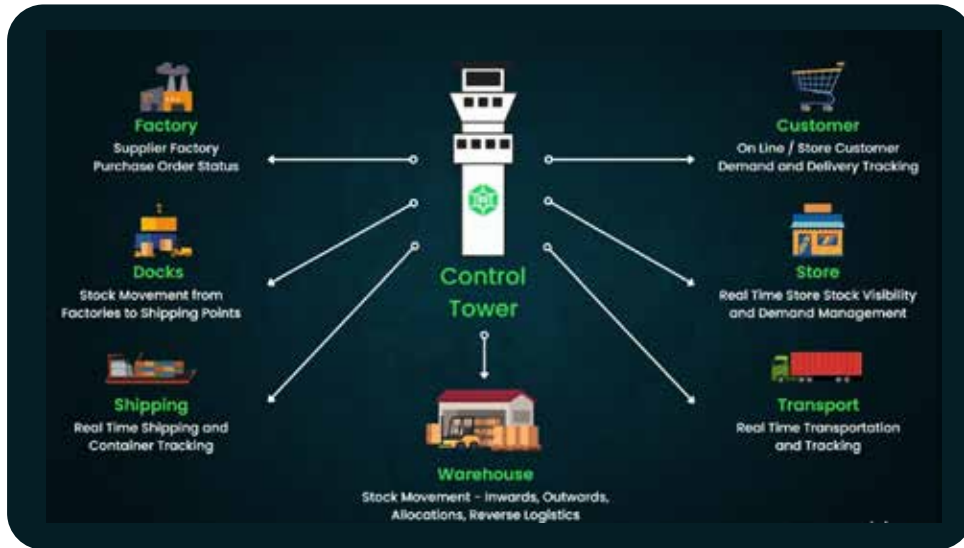 Factory
Supplier Factory
Purchase Order Status
Docks
Stock Movement from
Factories to Shipping Points
Shipping
Real Time Shipping and
Container Tracking
Control
Tower
Warehouse
Stock Movement - Inwards, Outwards,
Allocations, Reverse Logistics
Customer
On Line / Store Customer
Demand and Delivery Tracking
Store
Real Time Store Stock Visibility
and Demand Management
Transport
Real Time Transportation
and Tracking